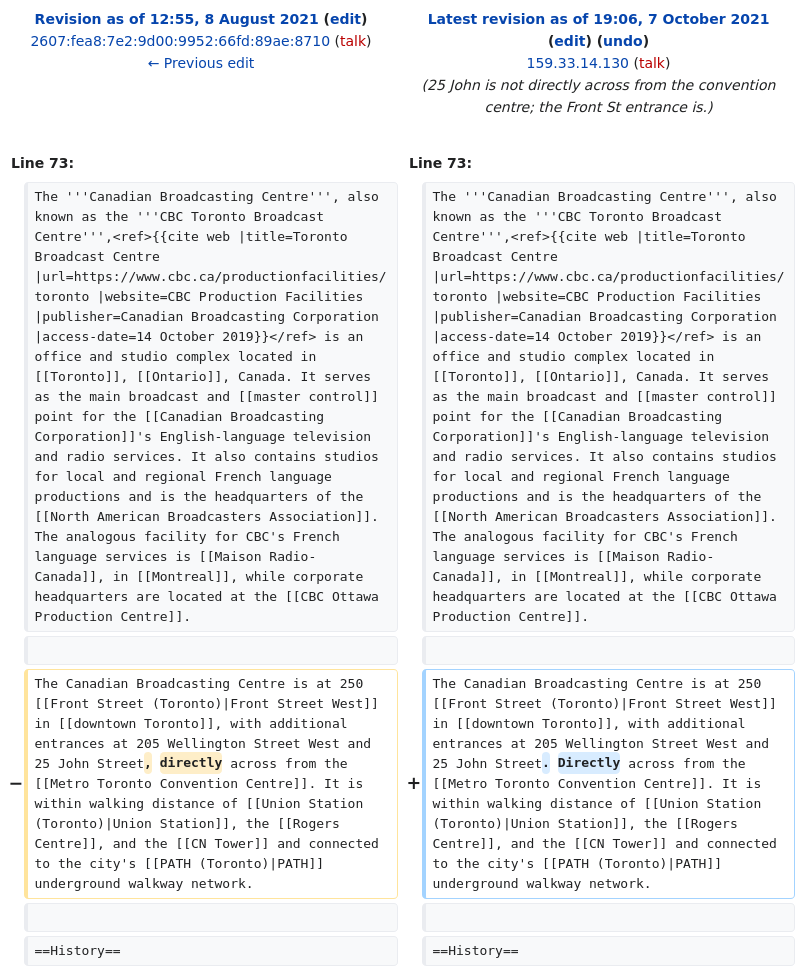 Revision as of 12:55, 8 August 2021 (edit)
2607:fea8:7e2:9d00:9952:66fd:89ae:8710 (talk)
← Previous edit
Latest revision as of 19:06, 7 October 2021
(edit) (undo)
159.33.14.130 (talk)
(25 John is not directly across from the convention
centre; the Front St entrance is.)
Line 73:
The '''Canadian Broadcasting Centre''', also
known as the '''CBC Toronto Broadcast
Centre''',<ref>{{cite web |title=Toronto
Broadcast Centre
|url=https://www.cbc.ca/productionfacilities/
toronto |website=CBC Production Facilities
|publisher=Canadian Broadcasting Corporation
|access-date=14 October 2019}}</ref> is an
office and studio complex located in
[[Toronto]], [[Ontario]], Canada. It serves
as the main broadcast and [[master control]]
point for the [[Canadian Broadcasting
Corporation]]'s English-language television
and radio services. It also contains studios
for local and regional French language
productions and is the headquarters of the
[[North American Broadcasters Association]].
The analogous facility for CBC's French
language services is [[Maison Radio-
Canada]], in [[Montreal]], while corporate
headquarters are located at the [[CBC Ottawa
Production Centre]].
−
The Canadian Broadcasting Centre is at 250
[[Front Street (Toronto)|Front Street West]]
in [[downtown Toronto]], with additional
entrances at 205 Wellington Street West and
25 John Street, directly across from the
[[Metro Toronto Convention Centre]]. It is
within walking distance of [[Union Station
(Toronto)|Union Station]], the [[Rogers
Centre]], and the [[CN Tower]] and connected
to the city's [[PATH (Toronto)|PATH]]
underground walkway network.
==History==
Line 73:
The '''Canadian Broadcasting Centre''', also
known as the '''CBC Toronto Broadcast
Centre''',<ref>{{cite web |title=Toronto
Broadcast Centre
|url=https://www.cbc.ca/productionfacilities/
toronto |website=CBC Production Facilities
|publisher=Canadian Broadcasting Corporation
|access-date=14 October 2019}}</ref> is an
office and studio complex located in
[[Toronto]], [[Ontario]], Canada. It serves
as the main broadcast and [[master control]]
point for the [[Canadian Broadcasting
Corporation]]'s English-language television
and radio services. It also contains studios
for local and regional French language
productions and is the headquarters of the
[[North American Broadcasters Association]].
The analogous facility for CBC's French
language services is [[Maison Radio-
Canada]], in [[Montreal]], while corporate
headquarters are located at the [[CBC Ottawa
Production Centre]].
+
The Canadian Broadcasting Centre is at 250
[[Front Street (Toronto)|Front Street West]]
in [[downtown Toronto]], with additional
entrances at 205 Wellington Street West and
25 John Street. Directly across from the
[[Metro Toronto Convention Centre]]. It is
within walking distance of [[Union Station
(Toronto)|Union Station]], the [[Rogers
Centre]], and the [[CN Tower]] and connected
to the city's [[PATH (Toronto)|PATH]]
underground walkway network.
==History==